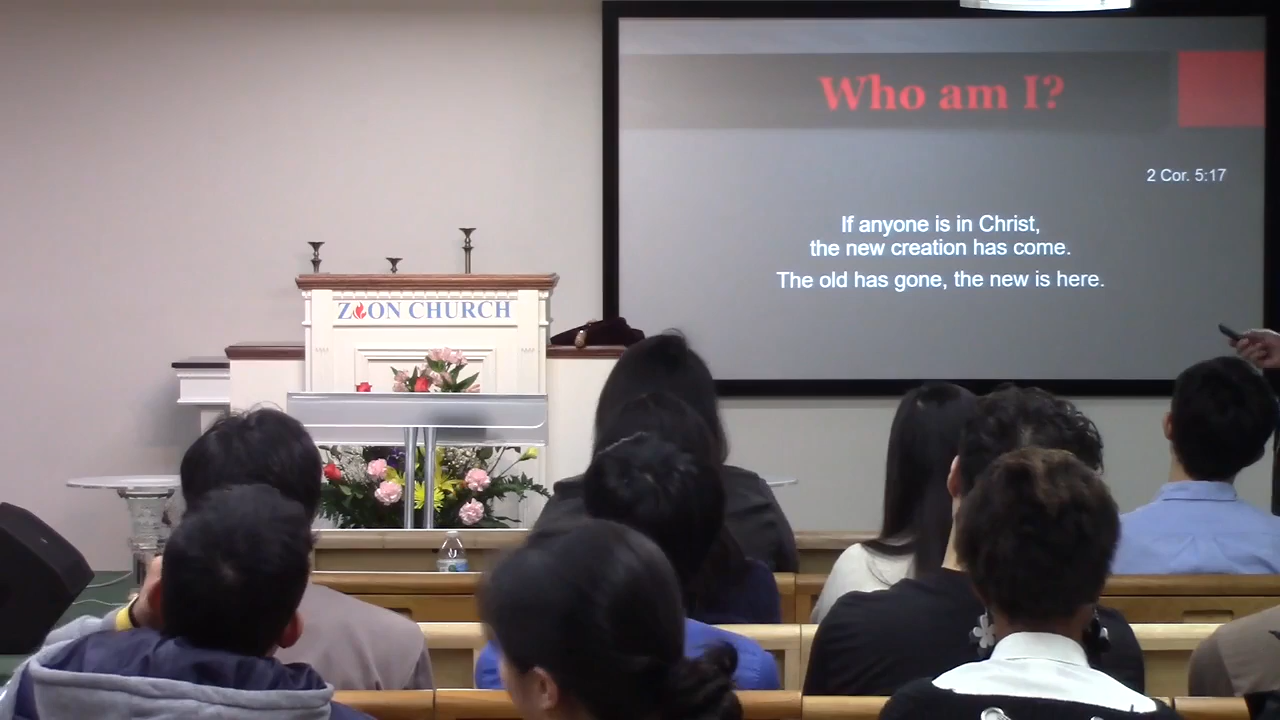 Who am I?
2 Cor. 5:17
If anyone is in Christ,
the new creation has come.
The old has gone, the new is here.
ZION CHURCH